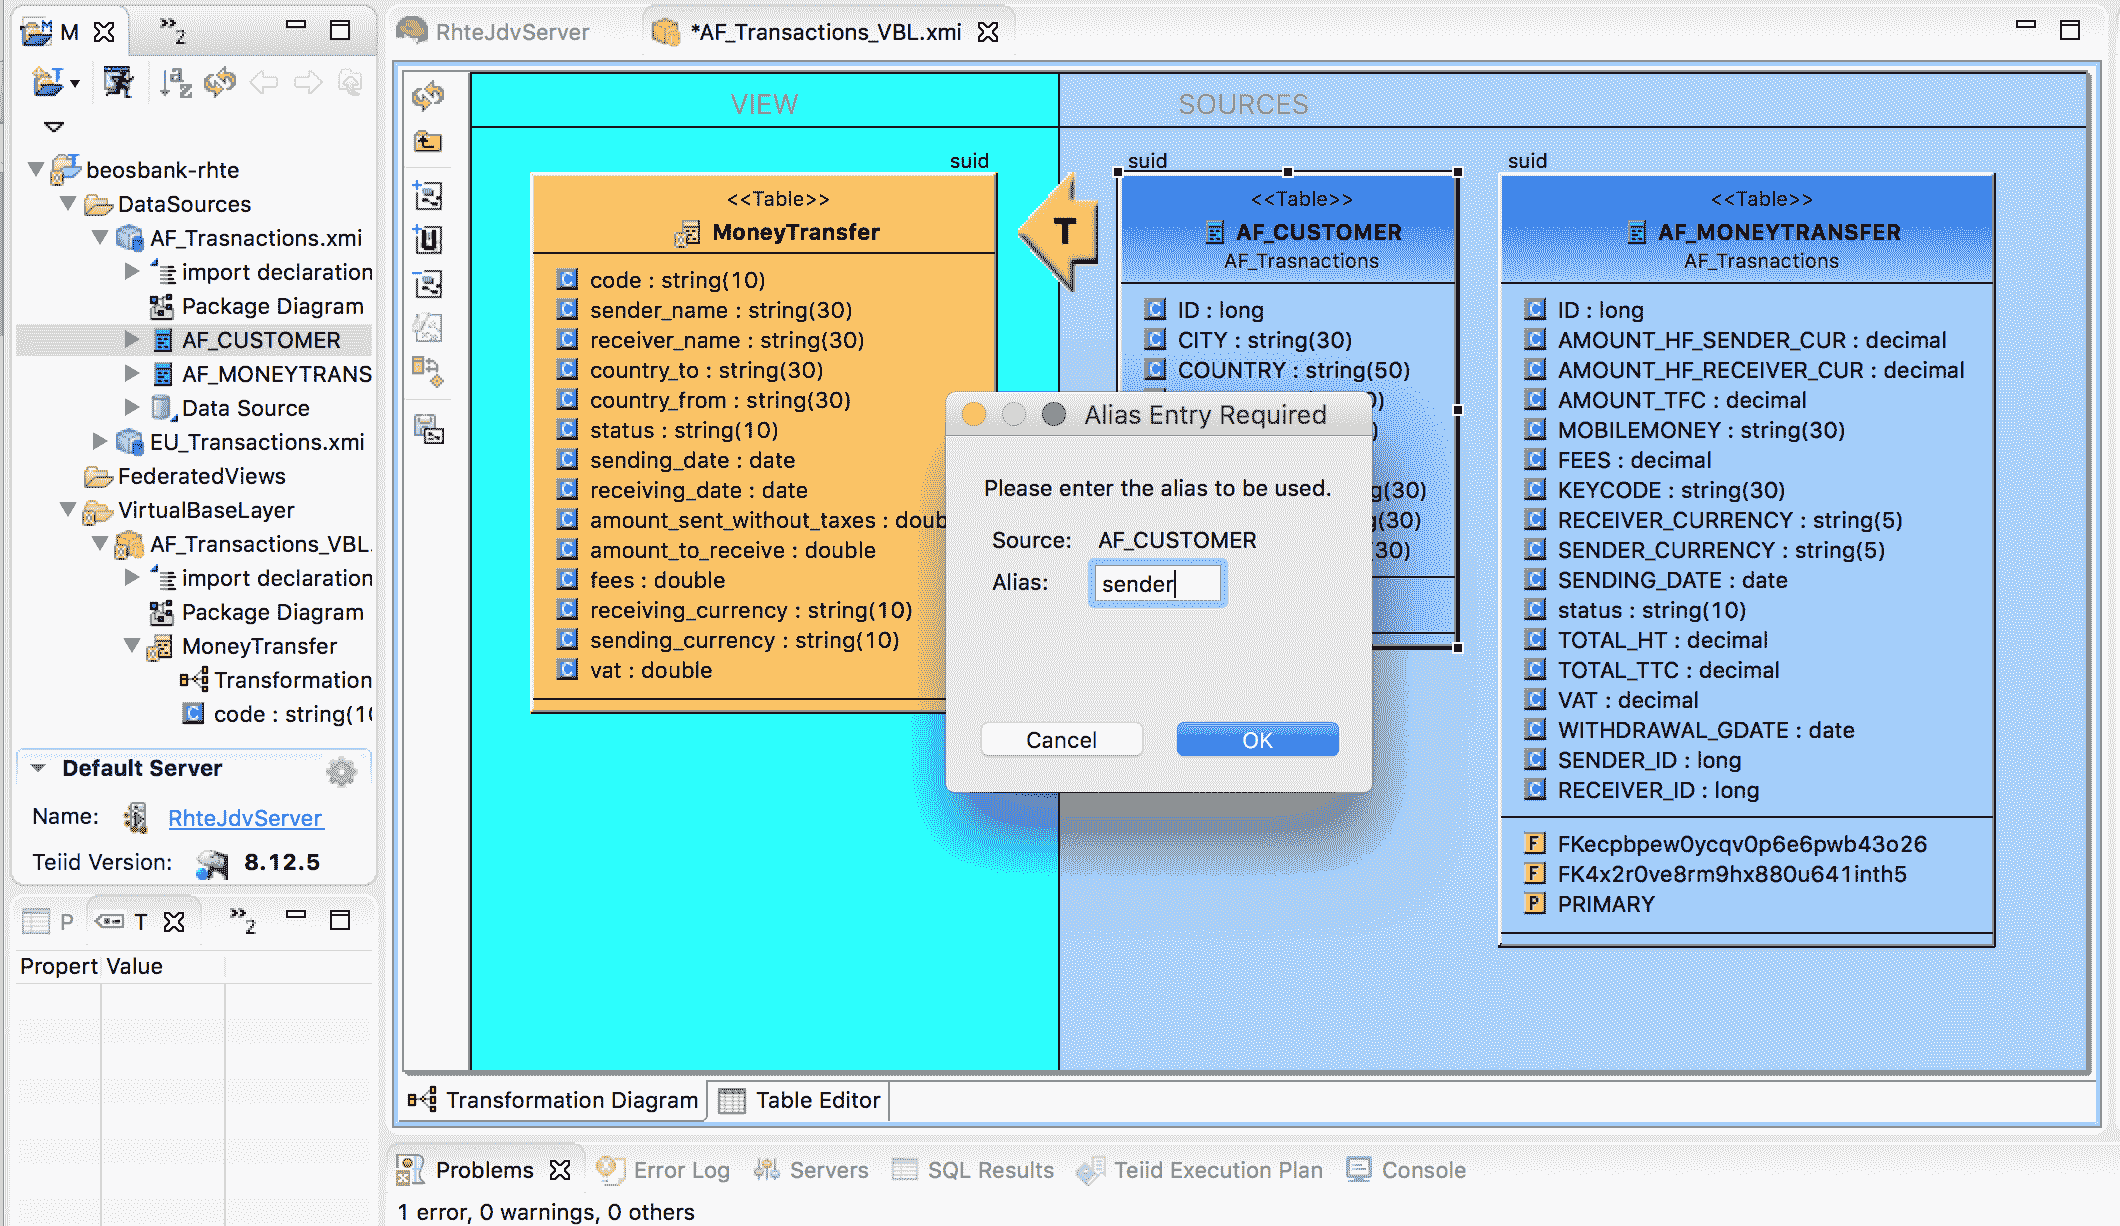 M
»2
beosbank-rhte
DataSources
AF_Trasnactions.xmi
import declaration
Package Diagram
AF_CUSTOMER
AF_MONEYTRANS
Data Source
EU_Transactions.xmi
FederatedViews
VirtualBaseLayer
AF_Transactions_VBL.
import declaration
Package Diagram
MoneyTransfer
Transformation
code : string(1
Default Server
Name: RhteJdvServer
Teiid Version: 8.12.5
P T »2
Propert Value
RhteJdvServer *AF_Transactions_VBL.xmi
VIEW
SOURCES
suid
<<Table>>
MoneyTransfer
code : string(10)
sender_name : string(30)
receiver_name : string(30)
country_to : string(30)
country_from : string(30)
status : string(10)
sending_date : date
receiving_date : date
amount_sent_without_taxes : doub
amount_to_receive : double
fees : double
receiving_currency : string(10)
sending_currency : string(10)
vat : double
T
suid
<<Table>>
AF_CUSTOMER
AF_Trasnactions
ID : long
CITY : string(30)
COUNTRY : string(50)
0)
)
g(30)
g(30)
30)
suid
<<Table>>
AF_MONEYTRANSFER
AF_Trasnactions
ID : long
AMOUNT_HF_SENDER_CUR : decimal
AMOUNT_HF_RECEIVER_CUR : decimal
AMOUNT_TFC : decimal
MOBILEMONEY : string(30)
FEES : decimal
KEYCODE : string(30)
RECEIVER_CURRENCY : string(5)
SENDER_CURRENCY : string(5)
SENDING_DATE : date
status : string(10)
TOTAL_HT : decimal
TOTAL_TTC : decimal
VAT : decimal
WITHDRAWAL_GDATE : date
SENDER_ID : long
RECEIVER_ID : long
FKecpbpew0ycqv0p6e6pwb43o26
FK4x2r0ve8rm9hx880u641inth5
PRIMARY
Alias Entry Required
Please enter the alias to be used.
Source: AF_CUSTOMER
Alias: sender
Cancel OK
Transformation Diagram Table Editor
Problems Error Log Servers SQL Results Teiid Execution Plan Console
1 error, 0 warnings, 0 others